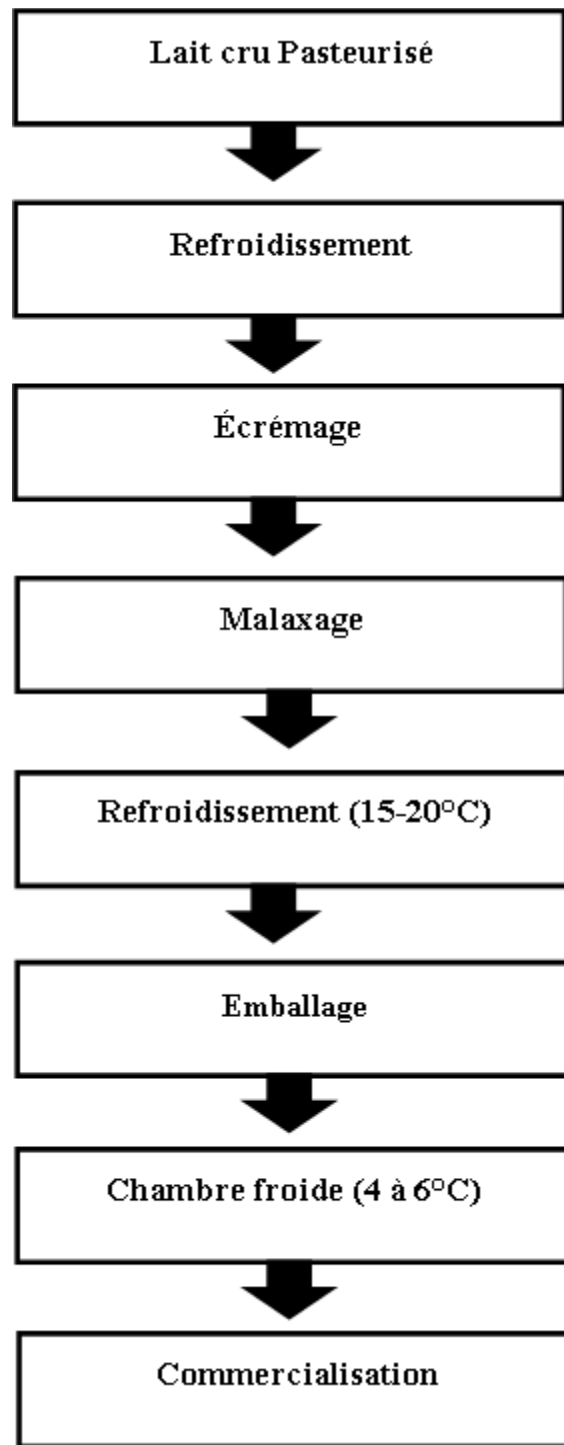 Lait cru Pasteurisé
Refroidissement
Écrémage
Malaxage
Refroidissement (15-20°C)
Emballage
Chambre froide (4 à 6°C)
Commercialisation